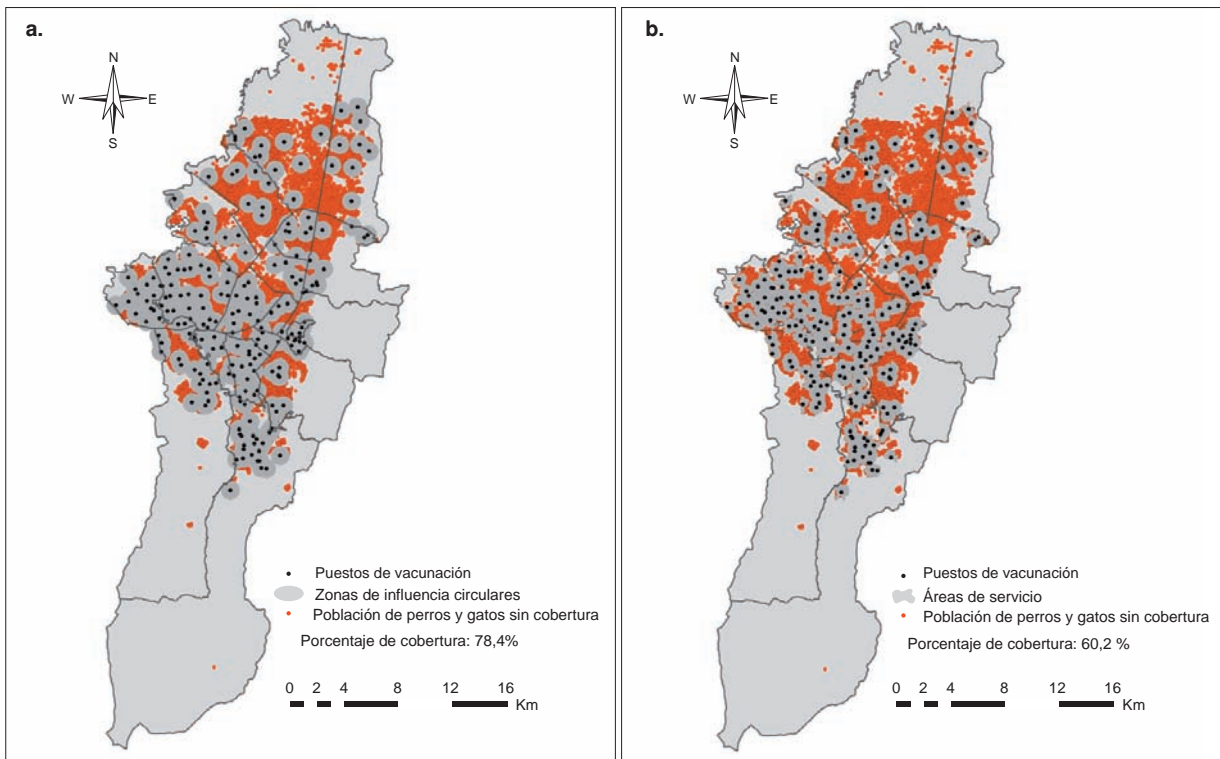 a.
N
W E
S
Puestos de vacunación
Zonas de influencia circulares
Población de perros y gatos sin cobertura
Porcentaje de cobertura: 78,4%
0 2 4 8 12 16
Km
b.
N
W E
S
Puestos de vacunación
Áreas de servicio
Población de perros y gatos sin cobertura
Porcentaje de cobertura: 60,2 %
0 2 4 8 12 16
Km